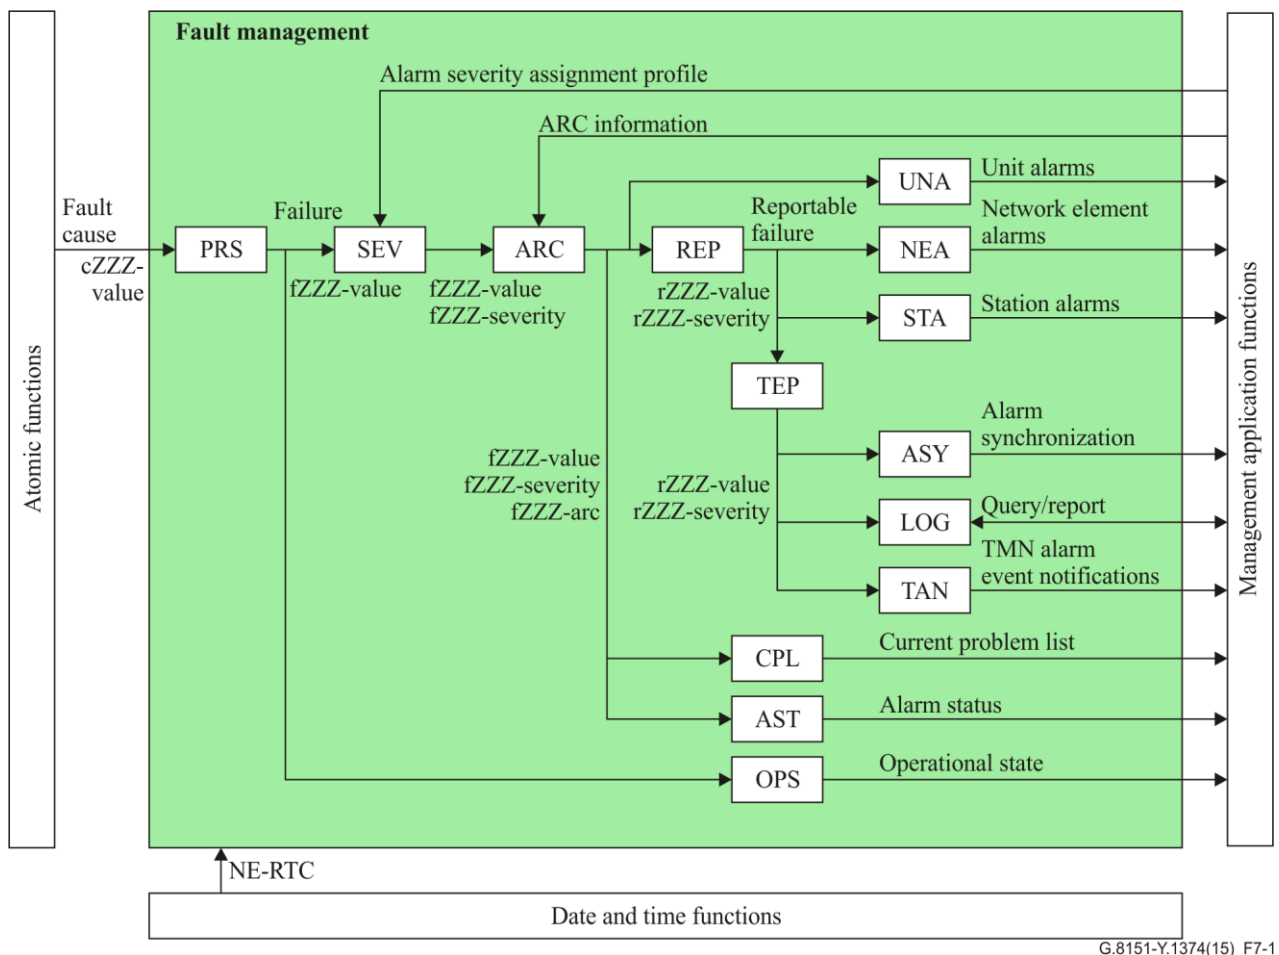 Fault management
Alarm severity assignment profile
ARC information
UNA
Unit alarms
Fault
cause
cZZZ-
value
PRS
Failure
fZZZ-value
SEV
fZZZ-value
fZZZ-severity
ARC
REP
Reportable
failure
rZZZ-value
rZZZ-severity
NEA
Network element
alarms
STA
Station alarms
TEP
fZZZ-value
fZZZ-severity
fZZZ-arc
rZZZ-value
rZZZ-severity
ASY
Alarm
synchronization
LOG
Query/report
TAN
TMN alarm
event notifications
CPL
Current problem list
AST
Alarm status
OPS
Operational state
Atomic functions
Management application functions
NE-RTC
Date and time functions
G.8151-Y.1374(15) F7-1